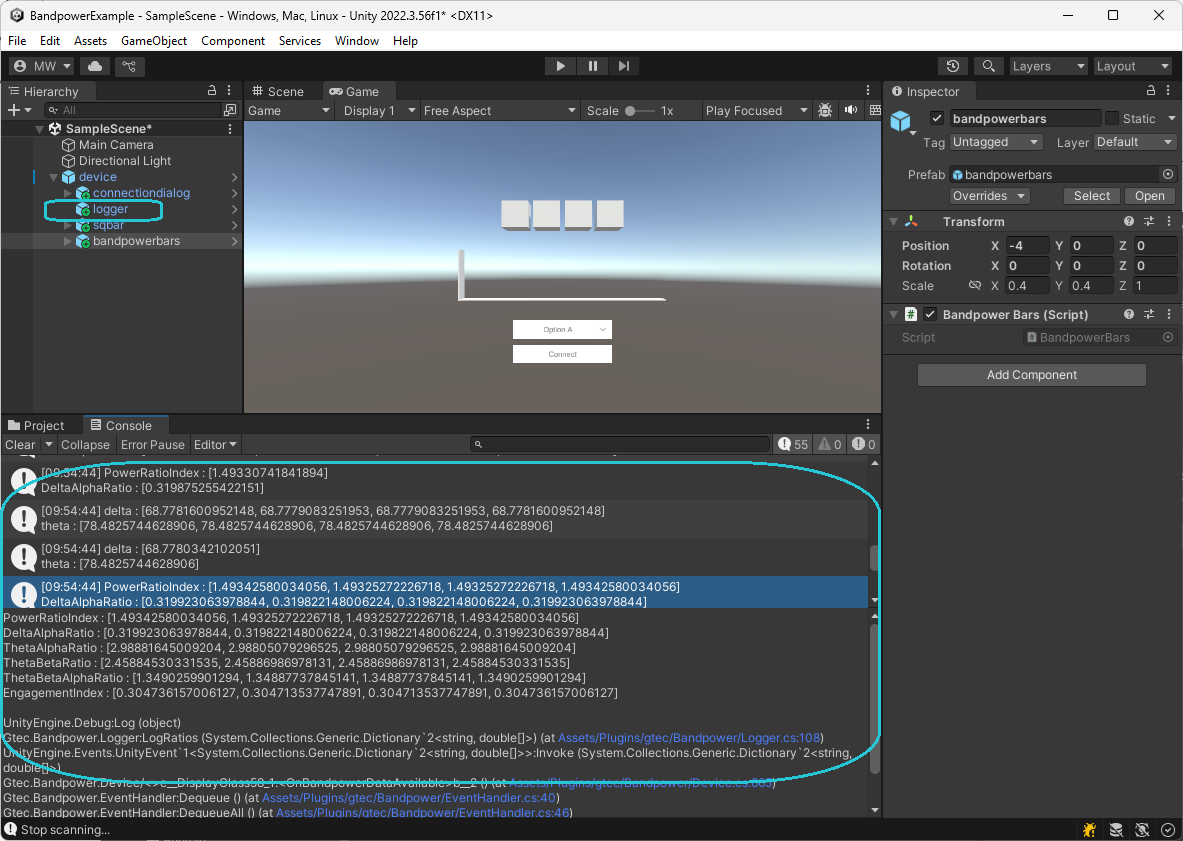 BandpowerExample - SampleScene - Windows, Mac, Linux - Unity 2022.3.56f1* <DX11>
File Edit Assets GameObject Component Services Window Help
MW Layers Layout
Hierarchy
All
SampleScene*
Main Camera
Directional Light
device
connectiondialog
logger
sqbar
bandpowerbars
Scene Game
Game Display 1 Free Aspect Scale 1x Play Focused
Option A
Connect
Inspector
bandpowerbars Static
Tag Untagged Layer Default
Prefab bandpowerbars
Overrides Select Open
Transform
Position X -4 Y 0 Z 0
Rotation X 0 Y 0 Z 0
Scale X 0.4 Y 0.4 Z 1
# Bandpower Bars (Script)
Script # BandpowerBars
Add Component
Project Console
Clear Collapse Error Pause Editor 55 0 0
[09:54:44] PowerRatioIndex : [1.49330741841894]
DeltaAlphaRatio : [0.319875255422151]
[09:54:44] delta : [68.7781600952148, 68.7779083251953, 68.7779083251953, 68.7781600952148]
theta : [78.4825744628906, 78.4825744628906, 78.4825744628906, 78.4825744628906]
[09:54:44] delta : [68.7780342102051]
theta : [78.4825744628906]
[09:54:44] PowerRatioIndex : [1.49342580034056, 1.49325272226718, 1.49325272226718, 1.49342580034056]
DeltaAlphaRatio : [0.319923063978844, 0.319822148006224, 0.319822148006224, 0.319923063978844]
PowerRatioIndex : [1.49342580034056, 1.49325272226718, 1.49325272226718, 1.49342580034056]
DeltaAlphaRatio : [0.319923063978844, 0.319822148006224, 0.319822148006224, 0.319923063978844]
ThetaAlphaRatio : [2.98881645009204, 2.98805079296525, 2.98805079296525, 2.98881645009204]
ThetaBetaRatio : [2.45884530331535, 2.45886986978131, 2.45886986978131, 2.45884530331535]
ThetaBetaAlphaRatio : [1.3490259901294, 1.34887737845141, 1.34887737845141, 1.3490259901294]
EngagementIndex : [0.304736157006127, 0.304713537747891, 0.304713537747891, 0.304736157006127]
UnityEngine.Debug:Log (object)
Gtec.Bandpower.Logger:LogRatios (System.Collections.Generic.Dictionary`2<string, double[]>) (at Assets/Plugins/gtec/Bandpower/Logger.cs:108)
UnityEngine.Events.UnityEvent`1<System.Collections.Generic.Dictionary`2<string, double[]>>:Invoke (System.Collections.Generic.Dictionary`2<string,
double[]>)
Gtec.Bandpower.Device/<>c__DisplayClass58_1:<OnBandpowerDataAvailable>b__2 () (at Assets/Plugins/gtec/Bandpower/Device.cs:665)
Gtec.Bandpower.EventHandler:Dequeue () (at Assets/Plugins/gtec/Bandpower/EventHandler.cs:40)
Gtec.Bandpower.EventHandler:DequeueAll () (at Assets/Plugins/gtec/Bandpower/EventHandler.cs:46)
Stop scanning...